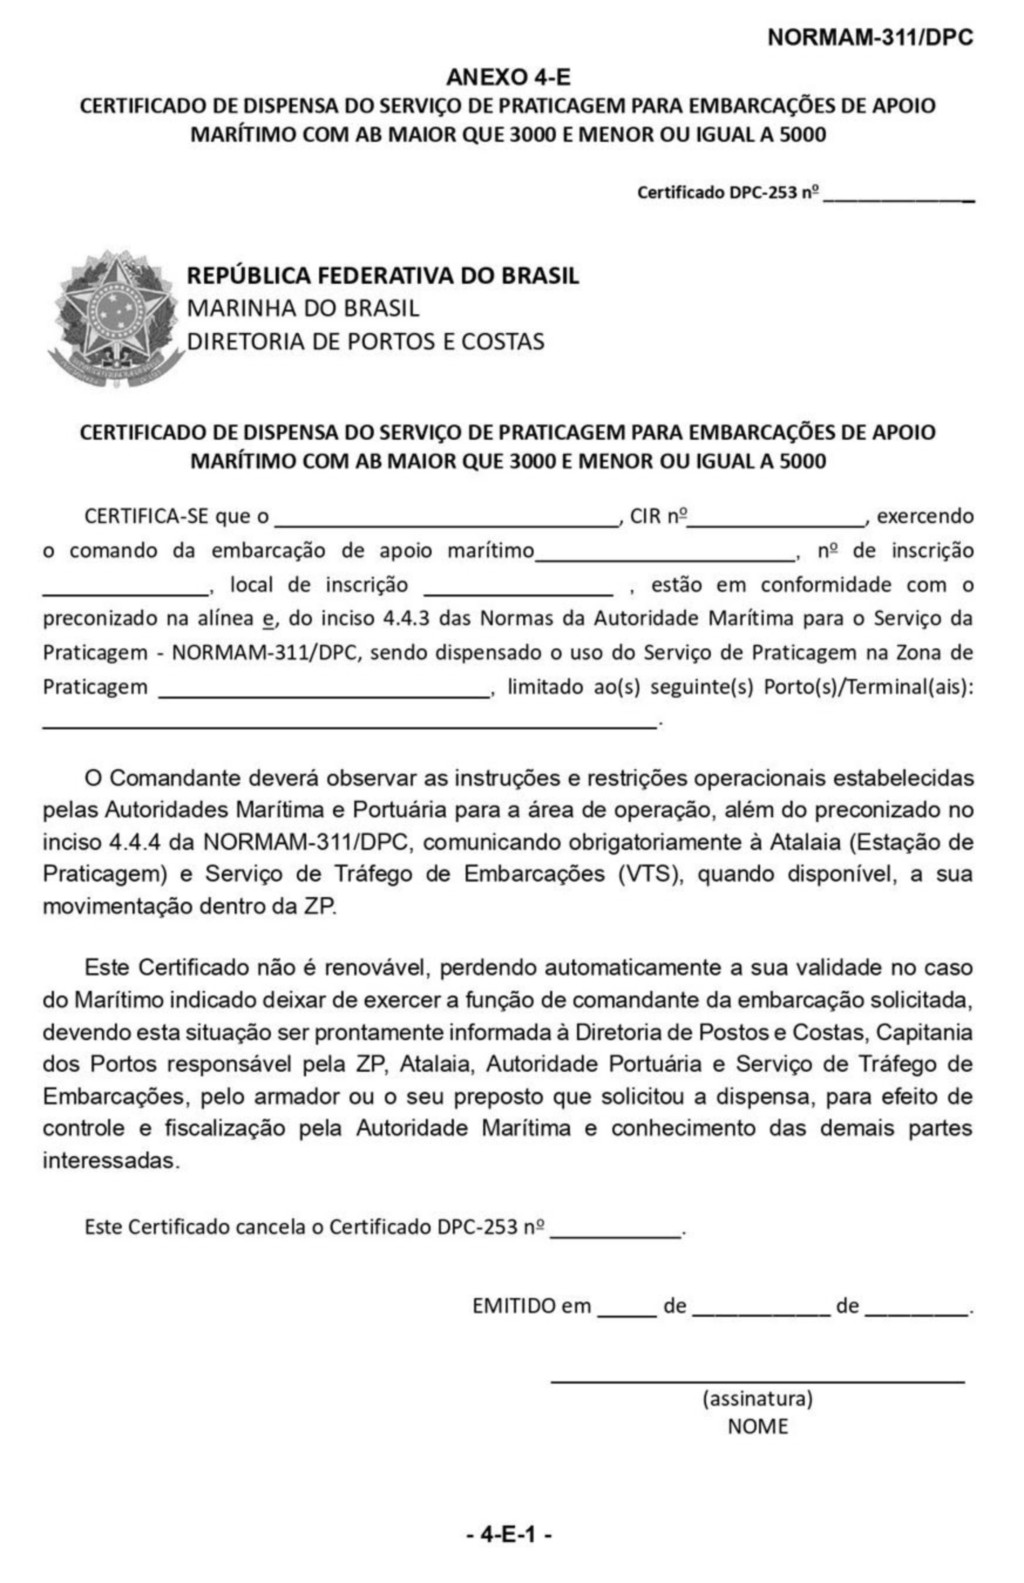 NORMAM-311/DPC
ANEXO 4-E
CERTIFICADO DE DISPENSA DO SERVIÇO DE PRATICAGEM PARA EMBARCAÇÕES DE APOIO
MARÍTIMO COM AB MAIOR QUE 3000 E MENOR OU IGUAL A 5000
Certificado DPC-253 nº _______________
REPÚBLICA FEDERATIVA DO BRASIL
MARINHA DO BRASIL
DIRETORIA DE PORTOS E COSTAS
CERTIFICADO DE DISPENSA DO SERVIÇO DE PRATICAGEM PARA EMBARCAÇÕES DE APOIO
MARÍTIMO COM AB MAIOR QUE 3000 E MENOR OU IGUAL A 5000
CERTIFICA-SE que o _______________________________, CIR nº________________, exercendo
o comando da embarcação de apoio marítimo_______________________, nº de inscrição
_______________, local de inscrição _________________ , estão em conformidade com o
preconizado na alínea e, do inciso 4.4.3 das Normas da Autoridade Marítima para o Serviço da
Praticagem - NORMAM-311/DPC, sendo dispensado o uso do Serviço de Praticagem na Zona de
Praticagem ______________________________, limitado ao(s) seguinte(s) Porto(s)/Terminal(ais):
_______________________________________________________.
O Comandante deverá observar as instruções e restrições operacionais estabelecidas
pelas Autoridades Marítima e Portuária para a área de operação, além do preconizado no
inciso 4.4.4 da NORMAM-311/DPC, comunicando obrigatoriamente à Atalaia (Estação de
Praticagem) e Serviço de Tráfego de Embarcações (VTS), quando disponível, a sua
movimentação dentro da ZP.
Este Certificado não é renovável, perdendo automaticamente a sua validade no caso
do Marítimo indicado deixar de exercer a função de comandante da embarcação solicitada,
devendo esta situação ser prontamente informada à Diretoria de Postos e Costas, Capitania
dos Portos responsável pela ZP, Atalaia, Autoridade Portuária e Serviço de Tráfego de
Embarcações, pelo armador ou o seu preposto que solicitou a dispensa, para efeito de
controle e fiscalização pela Autoridade Marítima e conhecimento das demais partes
interessadas.
Este Certificado cancela o Certificado DPC-253 nº ____________.
EMITIDO em _____ de ____________ de _________.
_____________________________________
(assinatura)
NOME
- 4-E-1 -